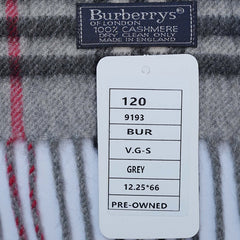 Burberrys
OF LONDON
100% CASHMERE
DRY CLEAN ONLY
MADE IN ENGLAND
120
9193
BUR
V.G-S
GREY
12.25*66
PRE-OWNED